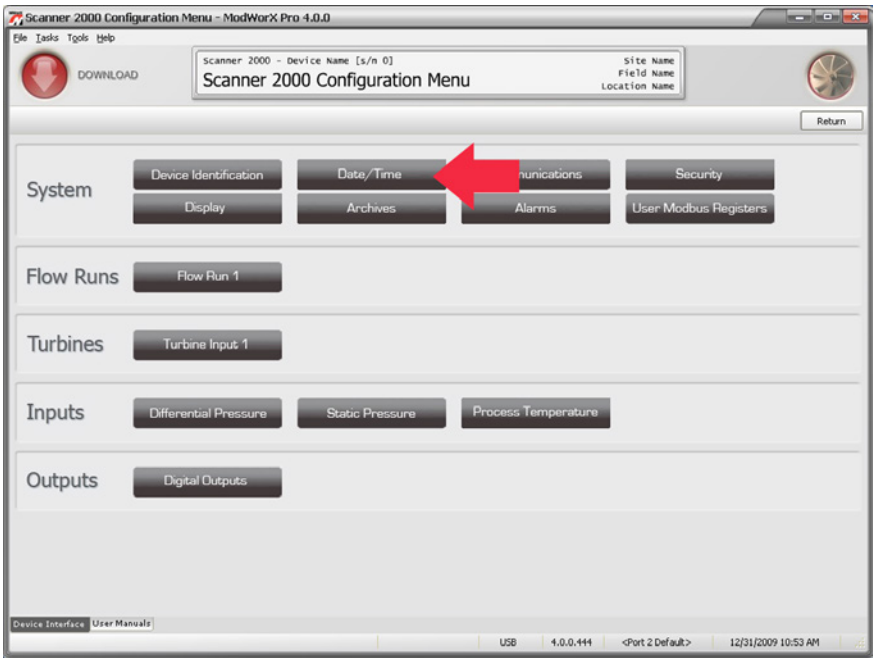 Scanner 2000 Configuration Menu - ModWorX Pro 4.0.0
File Tasks Tools Help
DOWNLOAD
Scanner 2000 - Device Name [s/n 0]
Scanner 2000 Configuration Menu
Site Name
Field Name
Location Name
Return
System
Device Identification Date/Time Security
Display Archives Alarms User Modbus Registers
Flow Runs Flow Run 1
Turbines Turbine Input 1
Inputs Differential Pressure Static Pressure Process Temperature
Outputs Digital Outputs
Device Interface User Manuals
USB 4.0.0.444 <Port 2 Default> 12/31/2009 10:53 AM